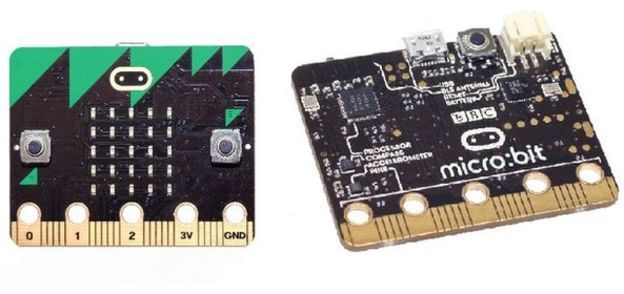 0 1 2 3V GND
USB
BLE ANTENNA
RESET
BATTERY
BBC
PROCESSOR
COMPASS
ACCELEROMETER
PINS
micro:bit